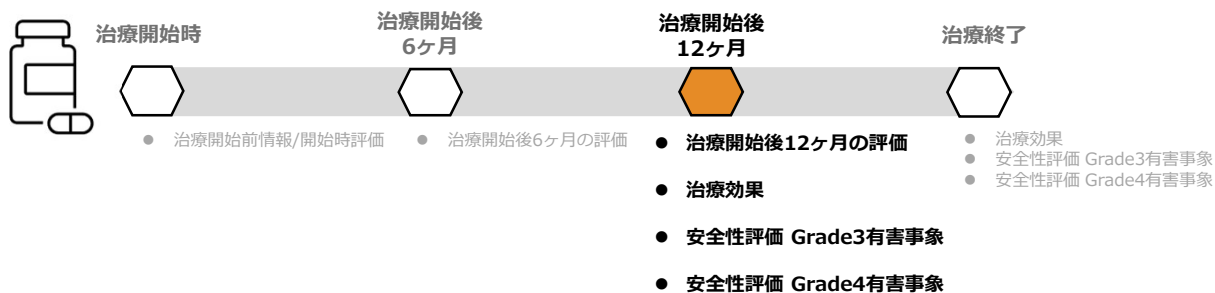 治療開始時
治療開始後
6ヶ月
治療開始後
12ヶ月
治療終了
● 治療開始前情報/開始時評価
● 治療開始後6ヶ月の評価
● 治療開始後12ヶ月の評価
● 治療効果
● 安全性評価 Grade3有害事象
● 安全性評価 Grade4有害事象
● 治療効果
● 安全性評価 Grade3有害事象
● 安全性評価 Grade4有害事象